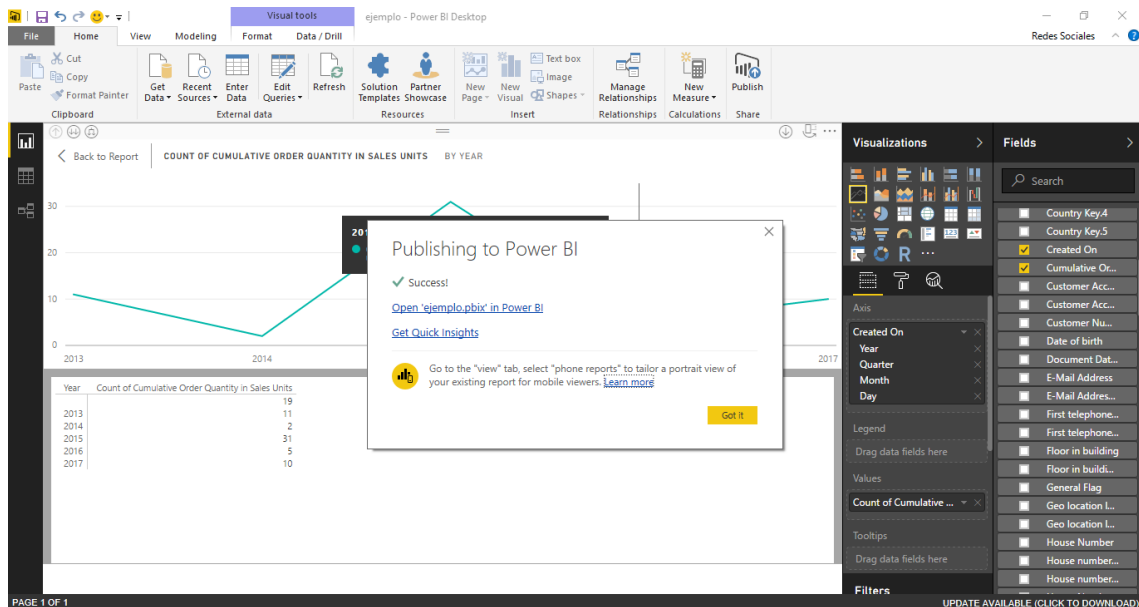 Visual tools
ejemplo - Power BI Desktop
File Home View Modeling Format Data / Drill
Redes Sociales
?
Paste
Cut
Copy
Format Painter
Get Data
Recent Sources
Enter Data
Edit Queries
Refresh
Solution Templates
Partner Showcase
New Page
New Visual
Text box
Image
Shapes
Manage Relationships
New Measure
Publish
Clipboard
External data
Resources
Insert
Relationships
Calculations
Share
Back to Report
COUNT OF CUMULATIVE ORDER QUANTITY IN SALES UNITS BY YEAR
30
20
10
0
2013
2014
2017
201
Publishing to Power BI
Success!
Open 'ejemplo.pbix' in Power BI
Get Quick Insights
Go to the "view" tab, select "phone reports" to tailor a portrait view of
your existing report for mobile viewers. Learn more
Got it
Year Count of Cumulative Order Quantity in Sales Units
19
2013 11
2014 2
2015 31
2016 5
2017 10
Visualizations
123
R
Axis
Created On
Year
Quarter
Month
Day
Legend
Drag data fields here
Values
Count of Cumulative ...
Tooltips
Drag data fields here
Filters
Fields
Search
Country Key.4
Country Key.5
Created On
Cumulative Or...
Customer Acc...
Customer Acc...
Customer Nu...
Date of birth
Document Dat...
E-Mail Address
E-Mail Addres...
First telephone...
First telephone...
Floor in building
Floor in buildi...
General Flag
Geo location I...
Geo location I...
House Number
House number...
House number...
PAGE 1 OF 1
UPDATE AVAILABLE (CLICK TO DOWNLOAD)